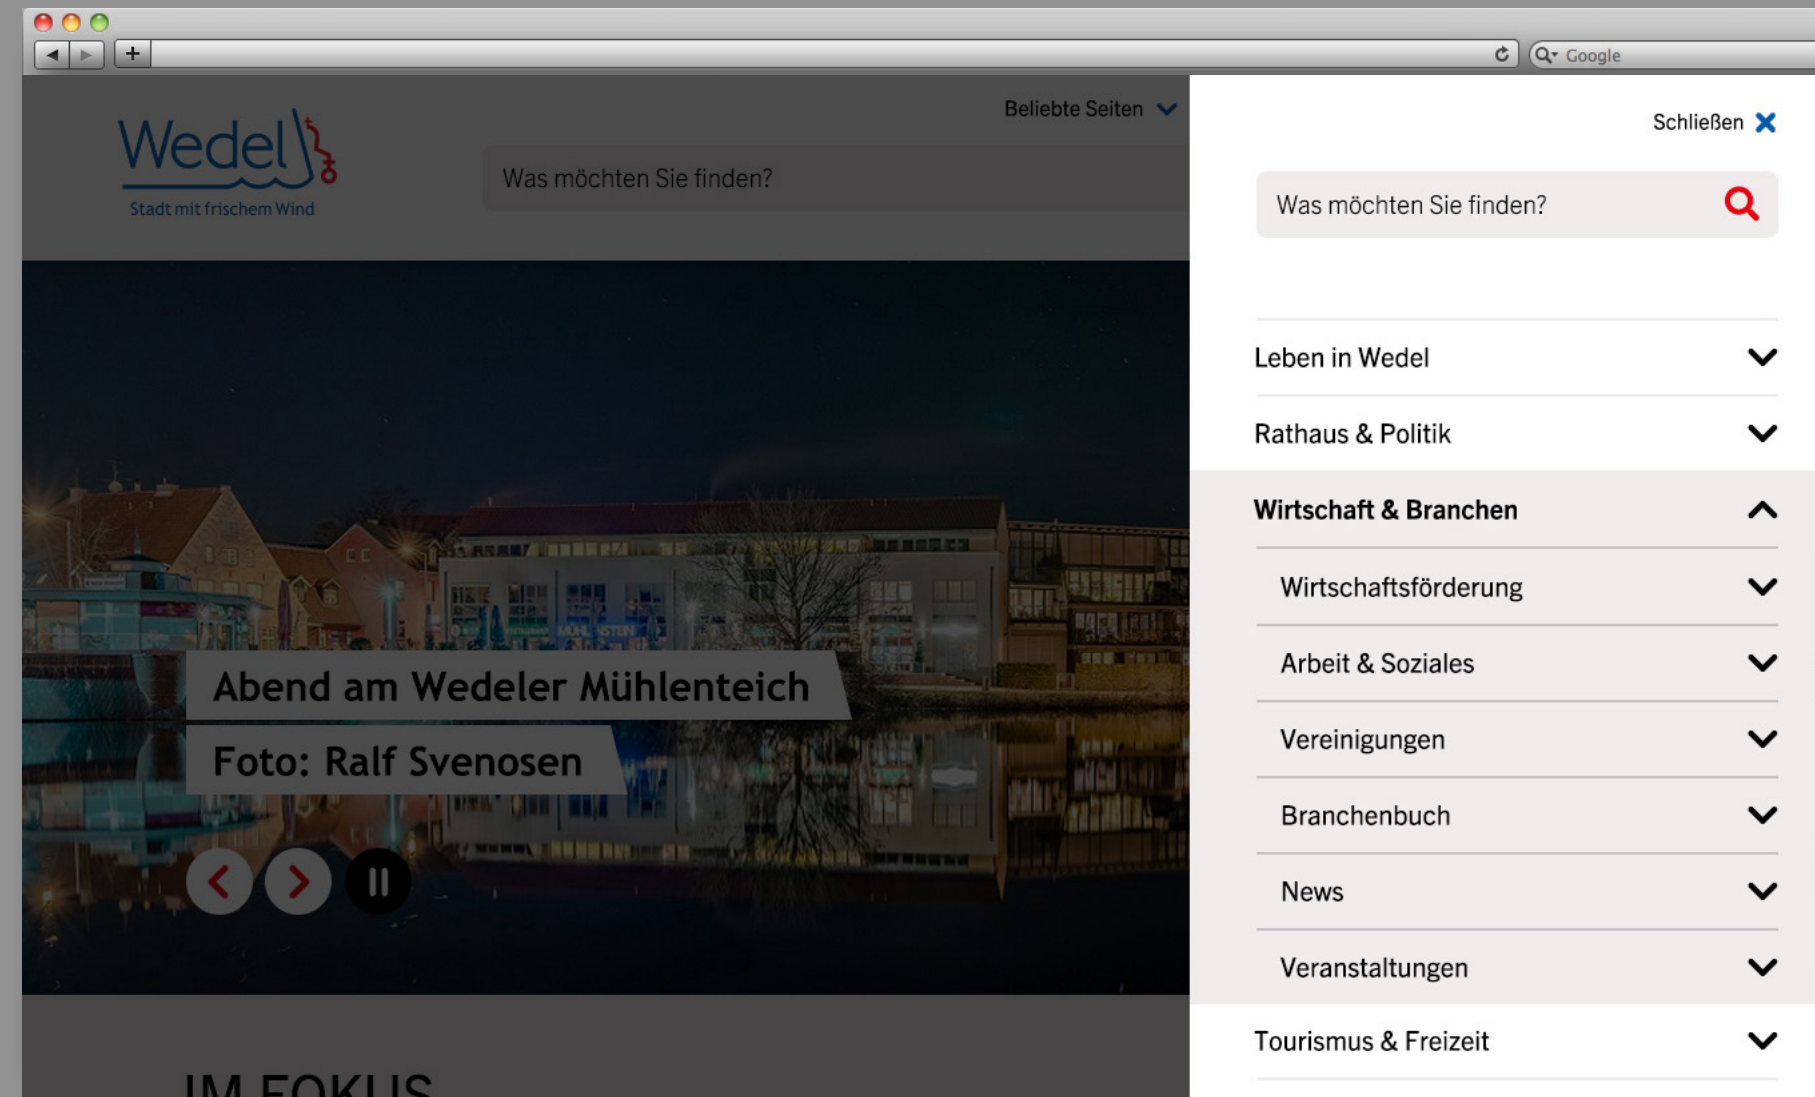 Google
Beliebte Seiten
Wedel
Stadt mit frischem Wind
Was möchten Sie finden?
Abend am Wedeler Mühlenteich
Foto: Ralf Svenosen
IM FOKUS
Schließen
Was möchten Sie finden?
Leben in Wedel
Rathaus & Politik
Wirtschaft & Branchen
Wirtschaftsförderung
Arbeit & Soziales
Vereinigungen
Branchenbuch
News
Veranstaltungen
Tourismus & Freizeit